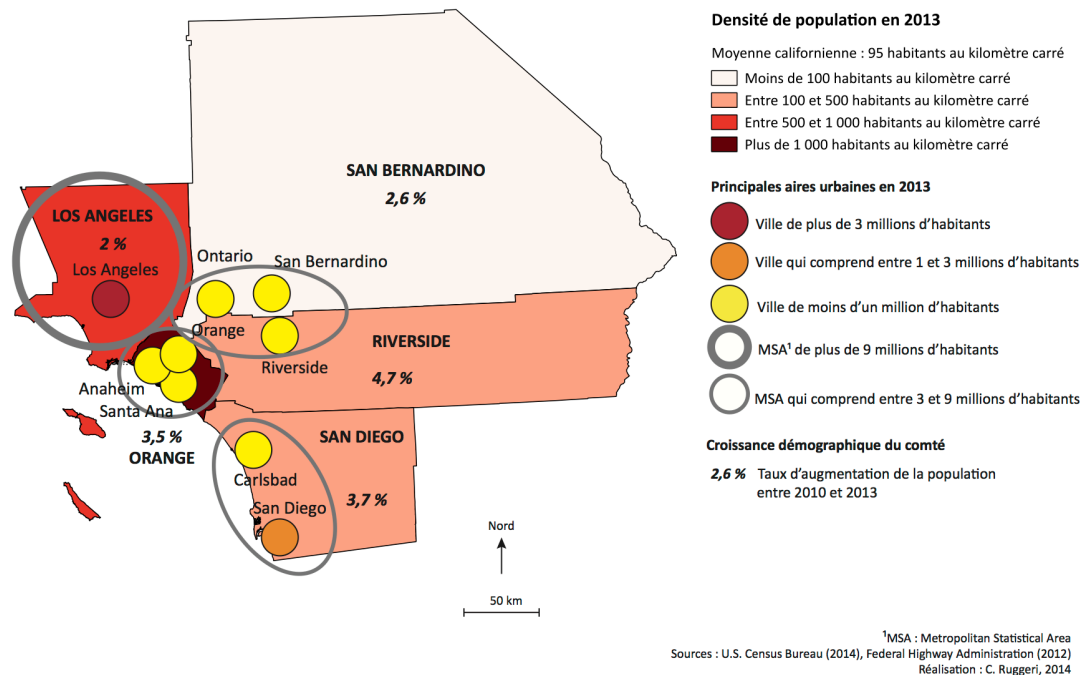 SAN BERNARDINO
2,6 %
LOS ANGELES
2 %
Los Angeles
Ontario
San Bernardino
Orange
Riverside
RIVERSIDE
4,7 %
Anaheim
Santa Ana
3,5 %
ORANGE
SAN DIEGO
3,7 %
Carlsbad
San Diego
Nord
50 km
Densité de population en 2013
Moyenne californienne : 95 habitants au kilomètre carré
Moins de 100 habitants au kilomètre carré
Entre 100 et 500 habitants au kilomètre carré
Entre 500 et 1 000 habitants au kilomètre carré
Plus de 1 000 habitants au kilomètre carré
Principales aires urbaines en 2013
Ville de plus de 3 millions d’habitants
Ville qui comprend entre 1 et 3 millions d’habitants
Ville de moins d’un million d’habitants
MSA¹ de plus de 9 millions d’habitants
MSA qui comprend entre 3 et 9 millions d’habitants
Croissance démographique du comté
2,6 % Taux d’augmentation de la population
entre 2010 et 2013
¹MSA : Metropolitan Statistical Area
Sources : U.S. Census Bureau (2014), Federal Highway Administration (2012)
Réalisation : C. Ruggeri, 2014